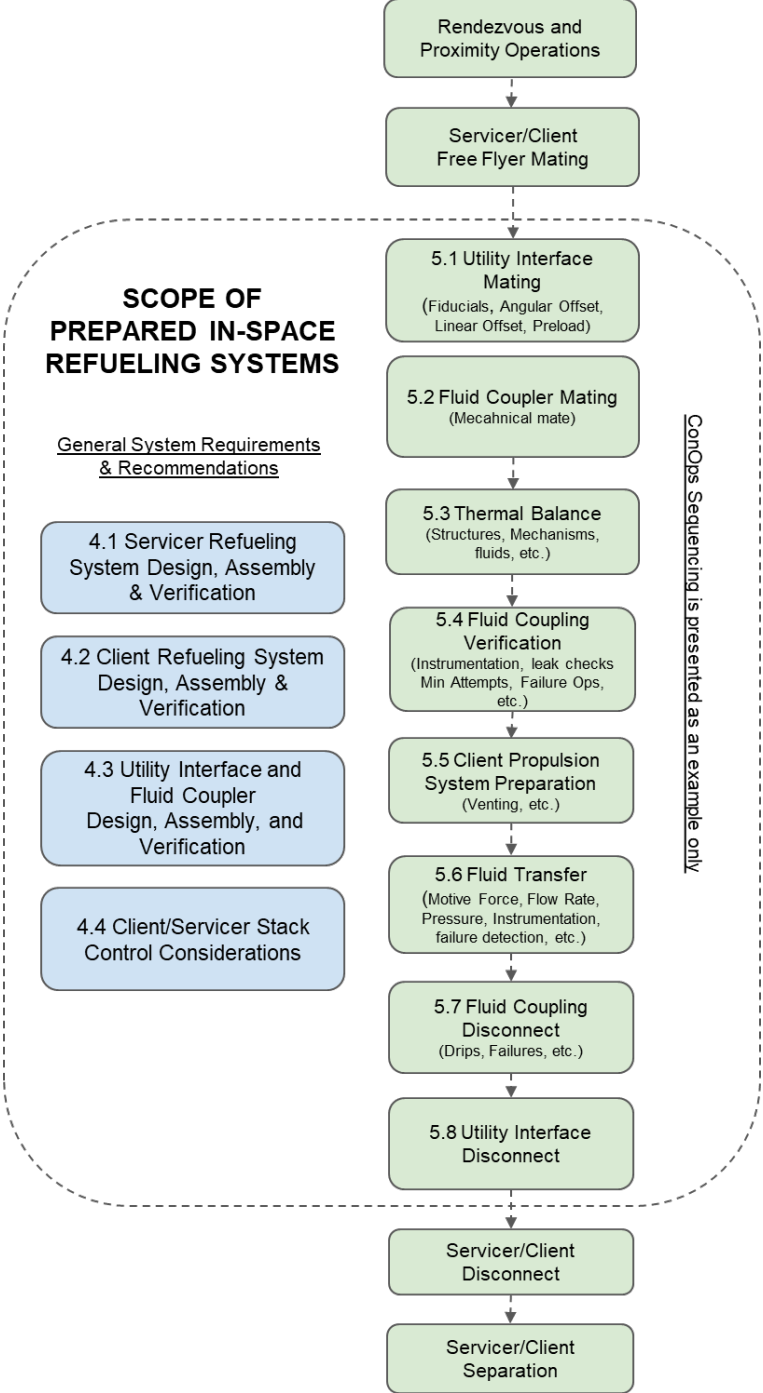 Rendezvous and
Proximity Operations
Servicer/Client
Free Flyer Mating
SCOPE OF
PREPARED IN-SPACE
REFUELING SYSTEMS
General System Requirements
& Recommendations
4.1 Servicer Refueling
System Design, Assembly
& Verification
4.2 Client Refueling System
Design, Assembly &
Verification
4.3 Utility Interface and
Fluid Coupler
Design, Assembly, and
Verification
4.4 Client/Servicer Stack
Control Considerations
5.1 Utility Interface
Mating
(Fiducials, Angular Offset,
Linear Offset, Preload)
5.2 Fluid Coupler Mating
(Mecahnical mate)
5.3 Thermal Balance
(Structures, Mechanisms,
fluids, etc.)
5.4 Fluid Coupling
Verification
(Instrumentation, leak checks
Min Attempts, Failure Ops,
etc.)
5.5 Client Propulsion
System Preparation
(Venting, etc.)
5.6 Fluid Transfer
(Motive Force, Flow Rate,
Pressure, Instrumentation,
failure detection, etc.)
5.7 Fluid Coupling
Disconnect
(Drips, Failures, etc.)
5.8 Utility Interface
Disconnect
ConOps Sequencing is presented as an example only
Servicer/Client
Disconnect
Servicer/Client
Separation